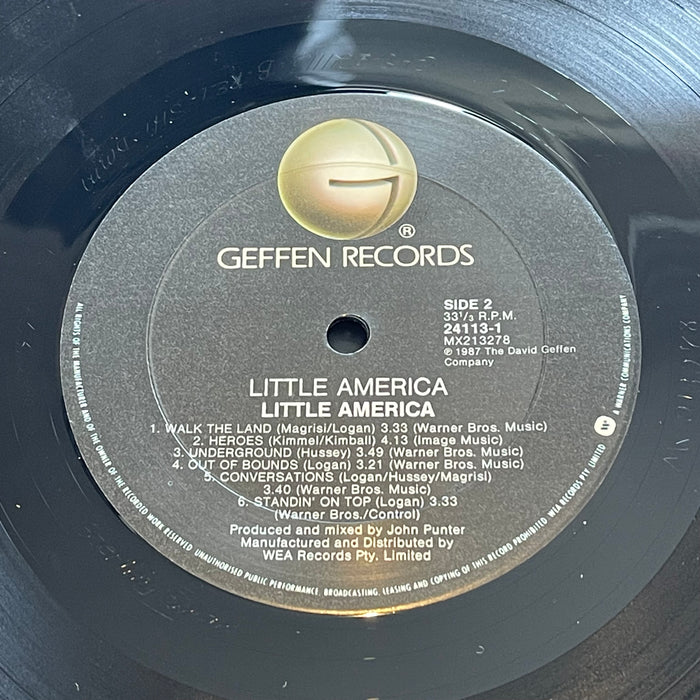 G
®
GEFFEN RECORDS
SIDE 2
33⅓ R.P.M.
24113-1
MX213278
℗ 1987 The David Geffen
Company
LITTLE AMERICA
LITTLE AMERICA
1. WALK THE LAND (Magrisi/Logan) 3.33 (Warner Bros. Music)
2. HEROES (Kimmel/Kimball) 4.13 (Image Music)
3. UNDERGROUND (Hussey) 3.49 (Warner Bros. Music)
4. OUT OF BOUNDS (Logan) 3.21 (Warner Bros. Music)
5. CONVERSATIONS (Logan/Hussey/Magrisi)
3.40 (Warner Bros. Music)
6. STANDIN' ON TOP (Logan) 3.33
(Warner Bros./Control)
Produced and mixed by John Punter
Manufactured and Distributed by
WEA Records Pty. Limited
ALL RIGHTS OF THE MANUFACTURER AND OF THE OWNER OF THE RECORDED WORK RESERVED UNAUTHORISED PUBLIC PERFORMANCE, BROADCASTING, LEASING AND COPYING OF THIS RECORD PROHIBITED. WEA RECORDS PTY. LIMITED W A WARNER COMMUNICATIONS COMPANY